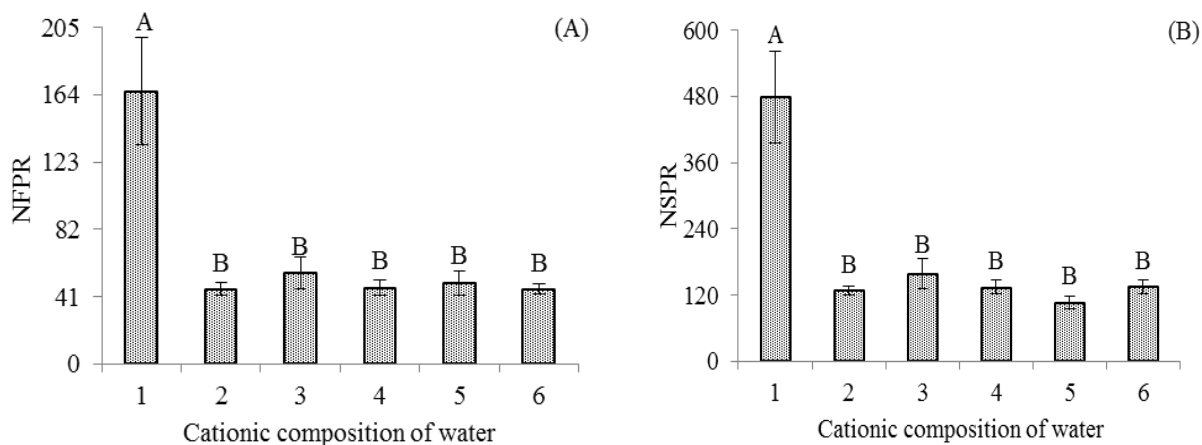 (A)
NFPR
205
164
123
82
41
0
A
B
B
B
B
B
1 2 3 4 5 6
Cationic composition of water
(B)
NSPR
600
480
360
240
120
0
A
B
B
B
B
B
1 2 3 4 5 6
Cationic composition of water